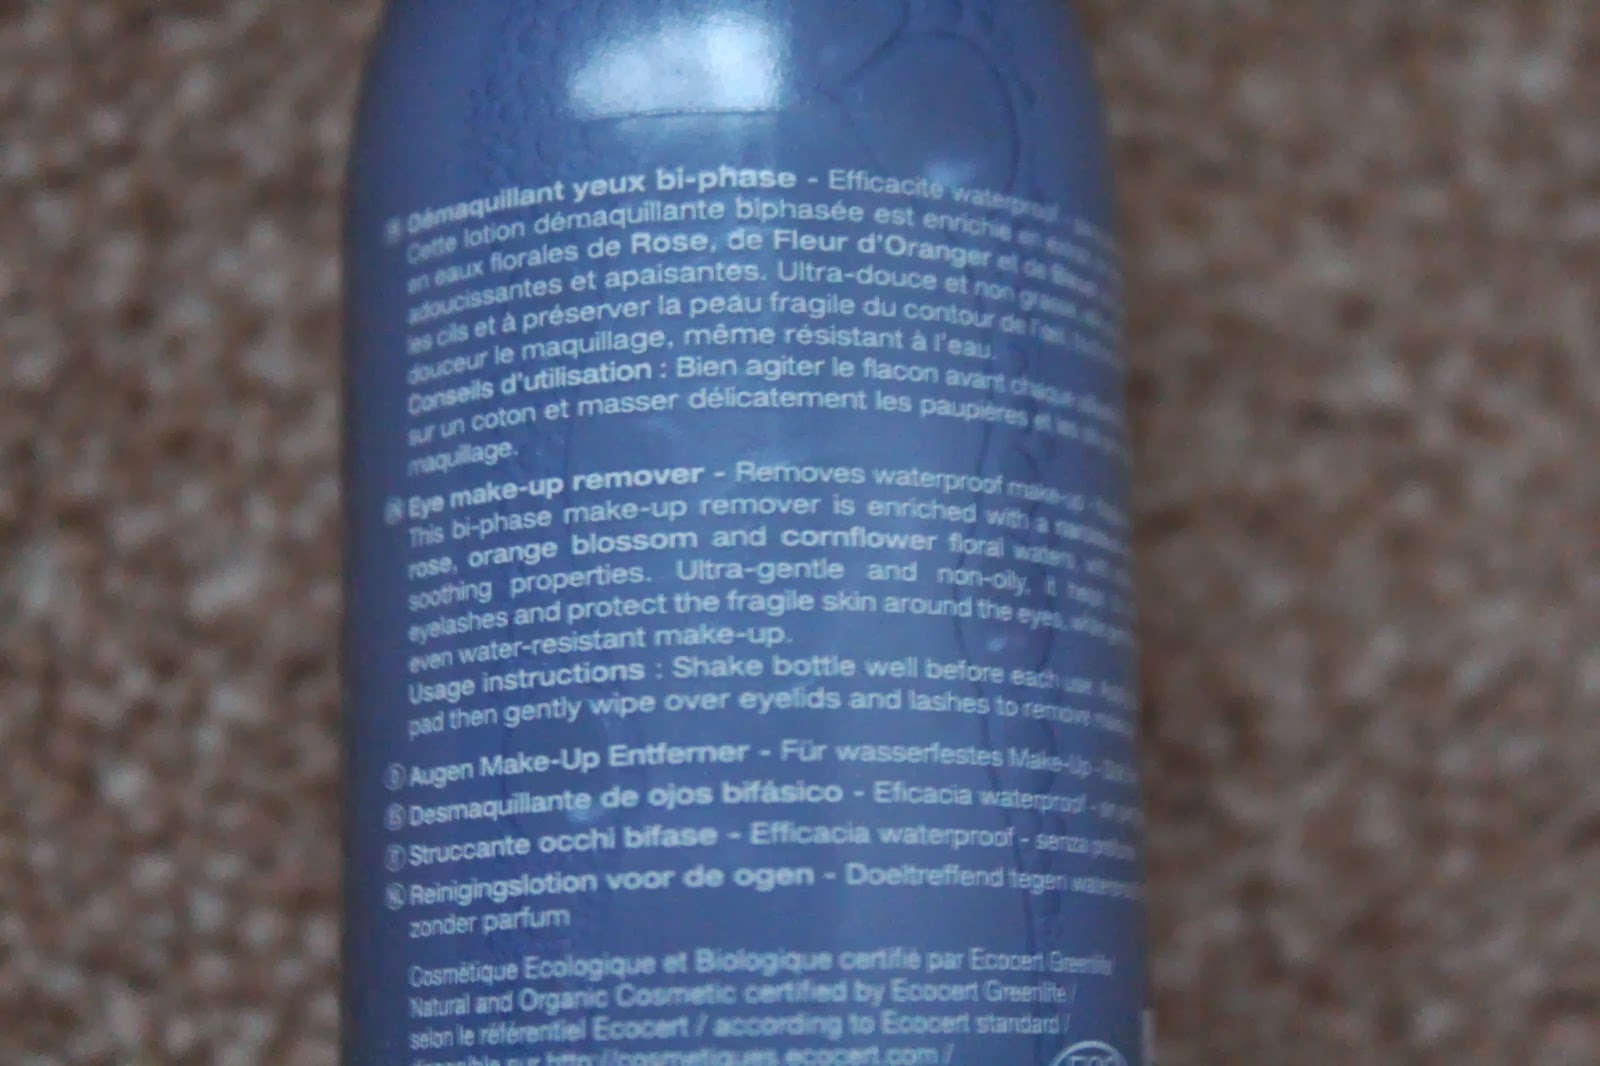 Démaquillant yeux bi-phase - Efficacité waterproof
Cette lotion démaquillante biphasée est enrichie en
en eaux florales de Rose, de Fleur d'Oranger et de
adoucissantes et apaisantes. Ultra-douce et non grasse,
les cils et à préserver la peau fragile du contour de l'œil,
douceur le maquillage, même résistant à l'eau.
Conseils d'utilisation : Bien agiter le flacon avant chaque
sur un coton et masser délicatement les paupières et les
maquillage.
Eye make-up remover - Removes waterproof make-up -
This bi-phase make-up remover is enriched with
rose, orange blossom and cornflower floral waters,
soothing properties. Ultra-gentle and non-oily, it
eyelashes and protect the fragile skin around the eyes,
even water-resistant make-up.
Usage instructions : Shake bottle well before each use.
pad then gently wipe over eyelids and lashes to remove
D Augen Make-Up Entferner - Für wasserfestes Make-Up -
Desmaquillante de ojos bifásico - Eficacia waterproof -
Struccante occhi bifase - Efficacia waterproof - senza
Reinigingslotion voor de ogen - Doeltreffend tegen
zonder parfum
Cosmétique Ecologique et Biologique certifié par Ecocert Greenlife
Natural and Organic Cosmetic certified by Ecocert Greenlife /
selon le référentiel Ecocert / according to Ecocert standard /
disponible sur http://cosmetiques.ecocert.com /